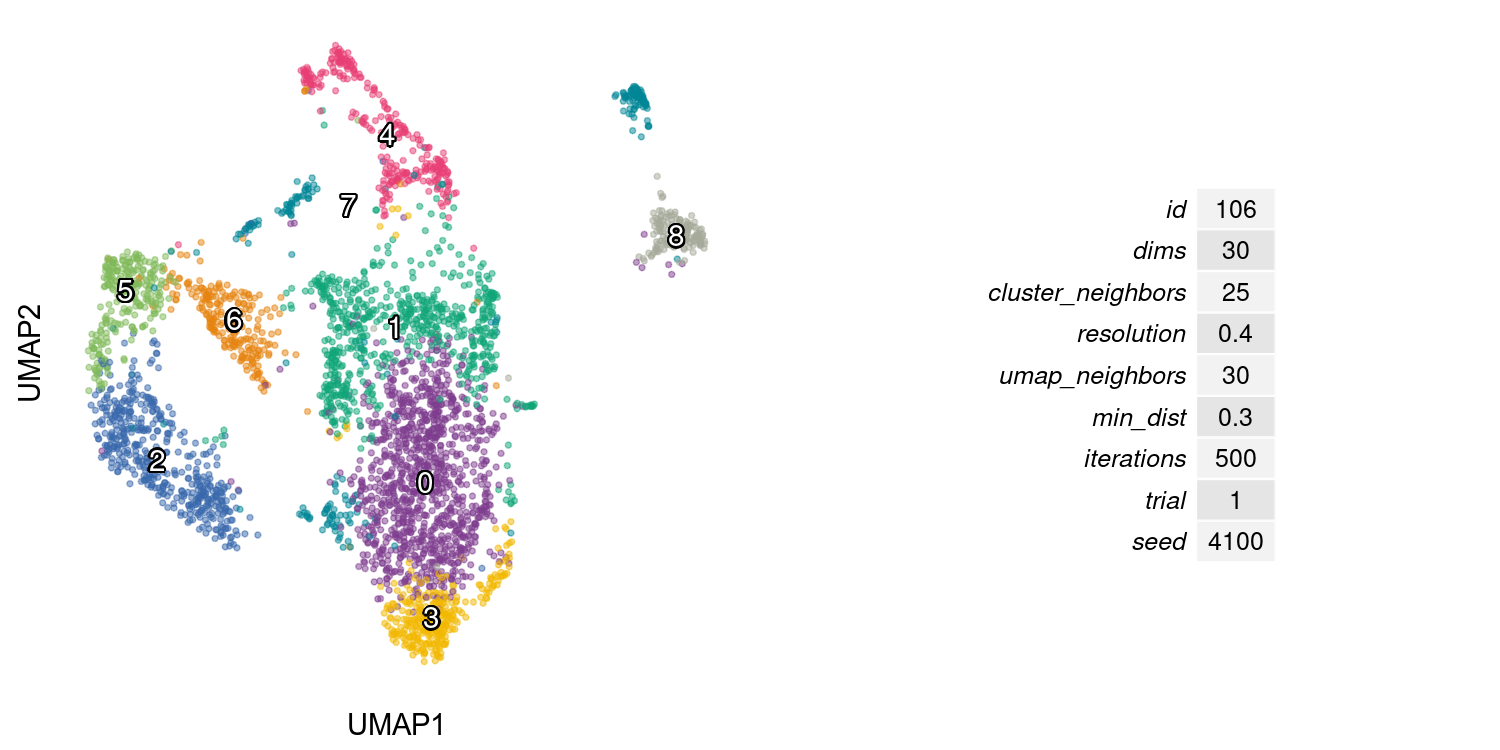 4
7
8
5
6
1
2
0
3
UMAP2
UMAP1
id 106
dims 30
cluster_neighbors 25
resolution 0.4
umap_neighbors 30
min_dist 0.3
iterations 500
trial 1
seed 4100